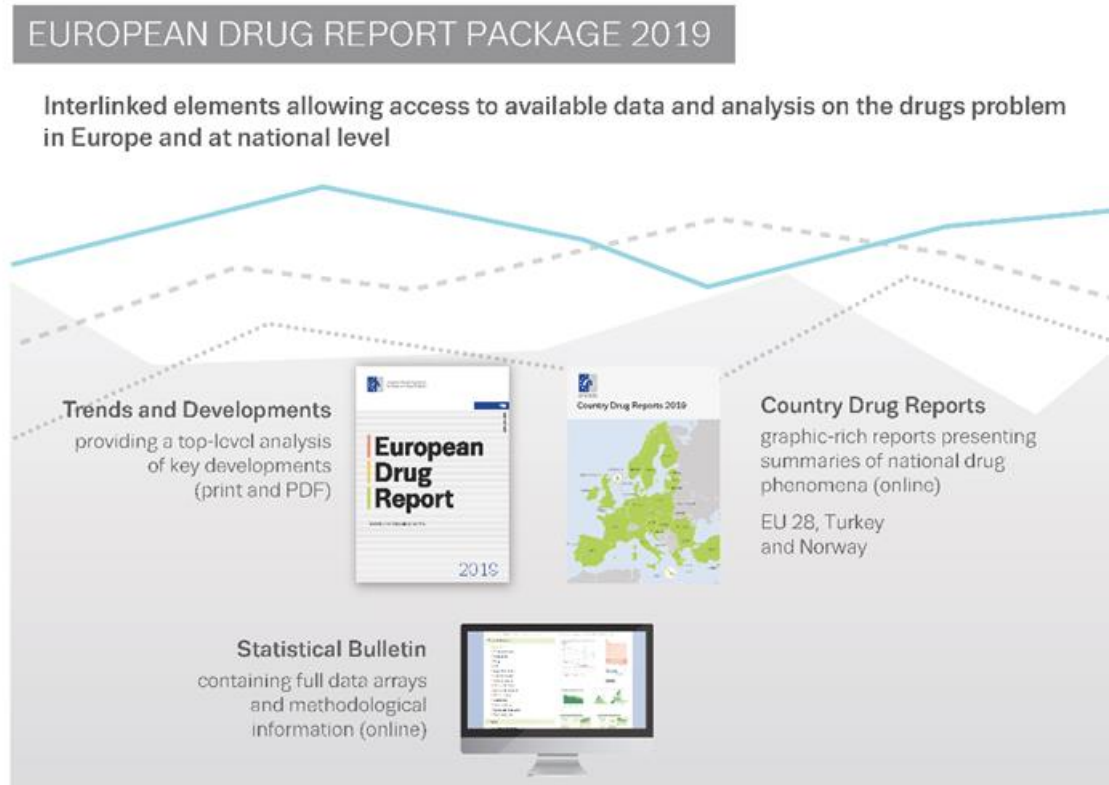 EUROPEAN DRUG REPORT PACKAGE 2019
Interlinked elements allowing access to available data and analysis on the drugs problem
in Europe and at national level
Trends and Developments
providing a top-level analysis
of key developments
(print and PDF)
European
Drug
Report
2019
Country Drug Reports 2019
Country Drug Reports
graphic-rich reports presenting
summaries of national drug
phenomena (online)
EU 28, Turkey
and Norway
Statistical Bulletin
containing full data arrays
and methodological
information (online)